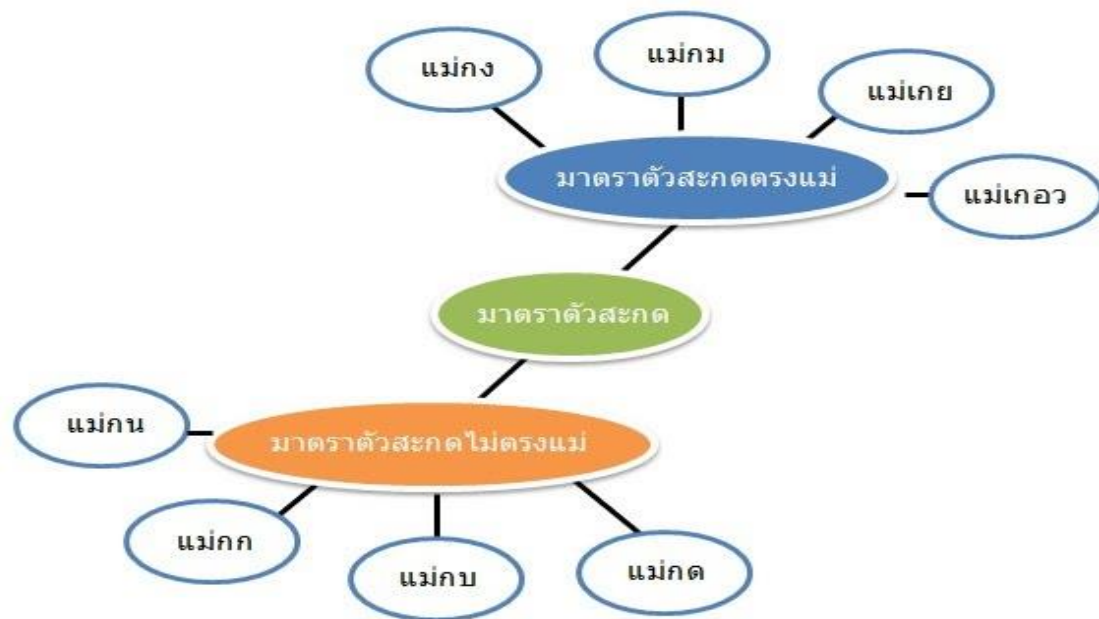 แม่กง
แม่กม
แม่เกย
แม่เกอว
มาตราตัวสะกดตรงแม่
มาตราตัวสะกด
มาตราตัวสะกดไม่ตรงแม่
แม่กน
แม่กก
แม่กบ
แม่กด